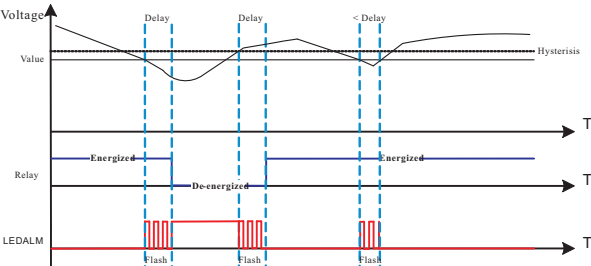 Voltage
Delay
Delay
< Delay
Hysterisis
Value
T
Energized
Energized
Relay
De-energized
T
LEDALM
T
Flash
Flash
Flash